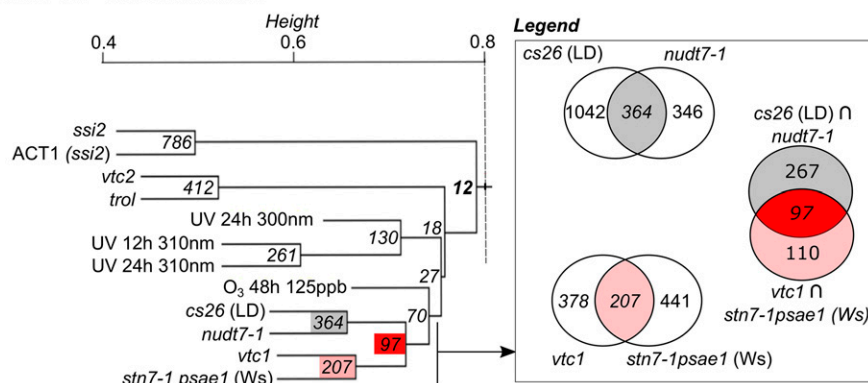 Height
0.4
0.6
0.8
ssi2
ACT1 (ssi2)
786
vtc2
trol
412
12
UV 24h 300nm
18
130
UV 12h 310nm
UV 24h 310nm
261
27
O₃ 48h 125ppb
70
cs26 (LD)
nudt7-1
364
97
vtc1
stn7-1 psae1 (Ws)
207
Legend
cs26 (LD)
nudt7-1
1042
364
346
cs26 (LD) ∩
nudt7-1
267
97
110
vtc1 ∩
stn7-1psae1 (Ws)
378
207
441
vtc1
stn7-1psae1 (Ws)